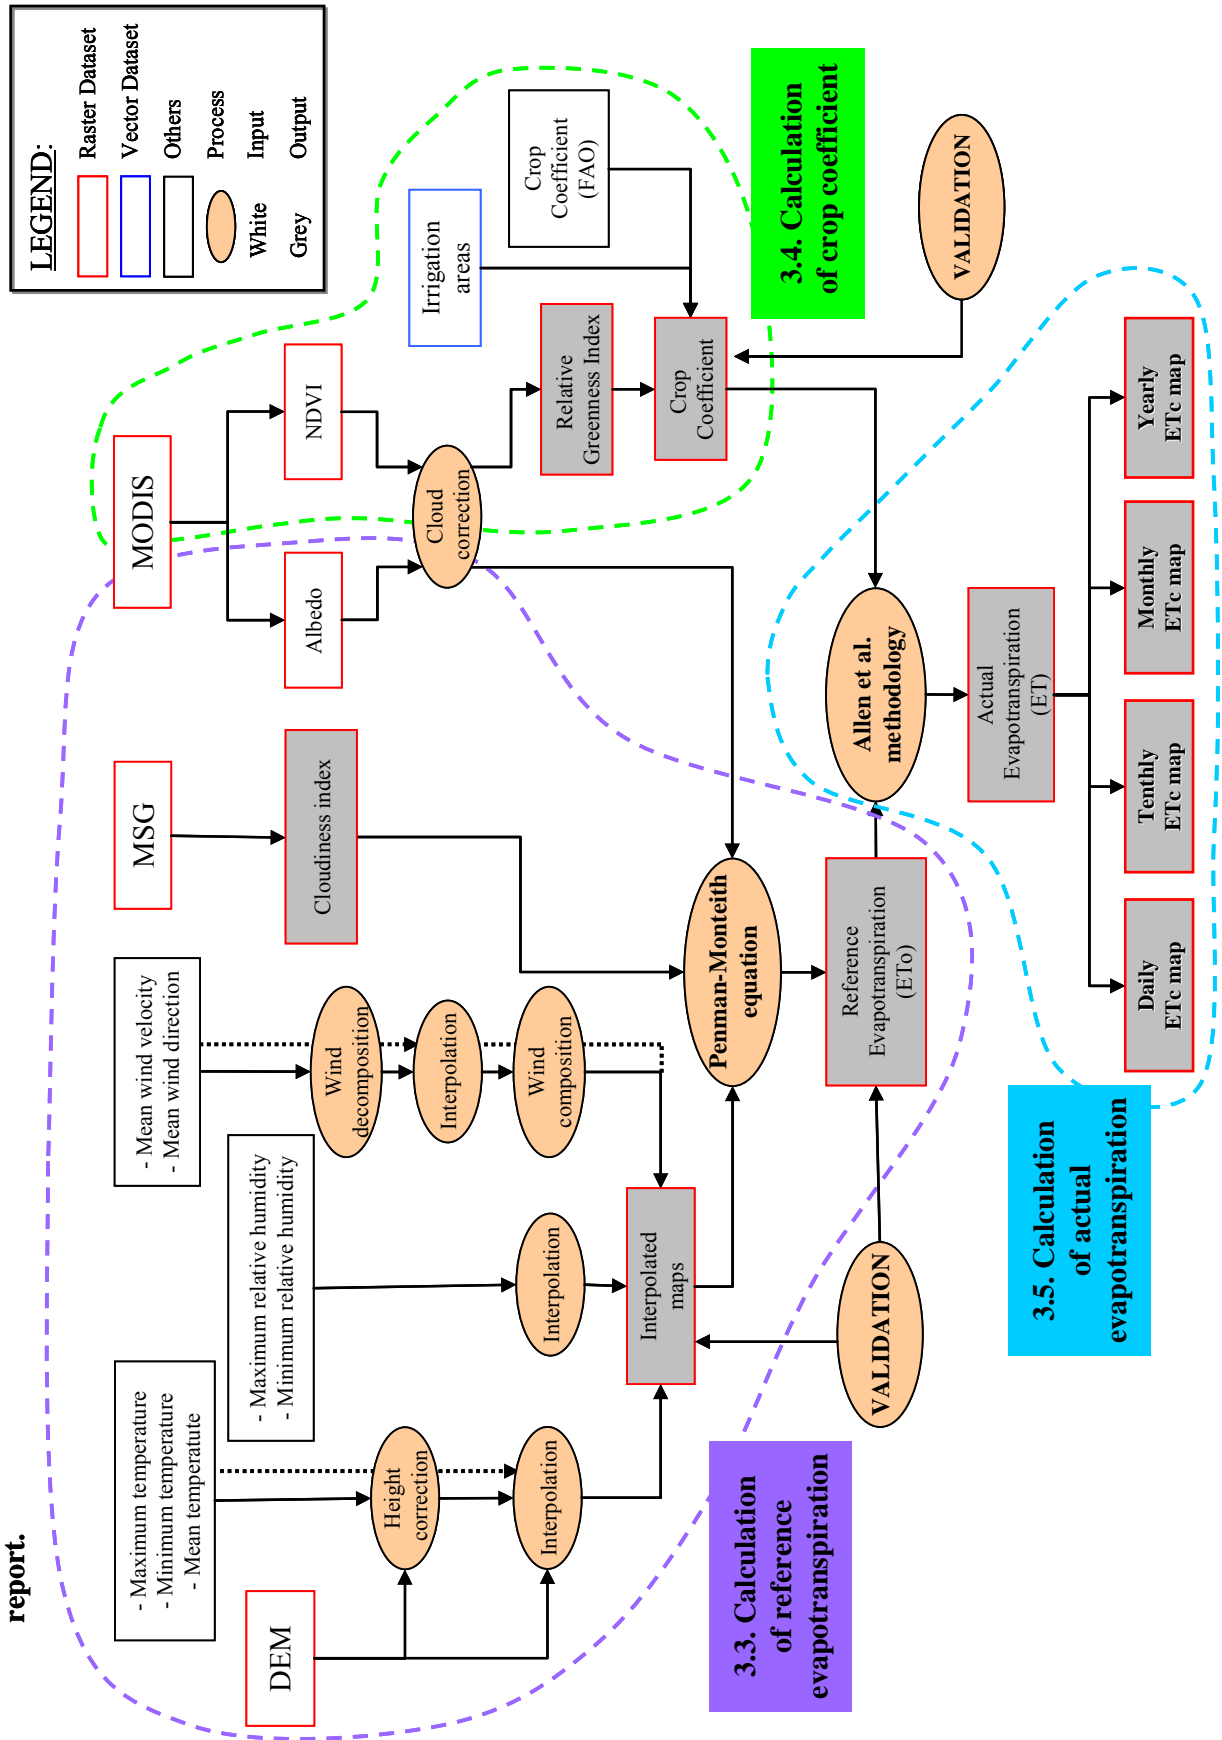 report.
DEM
- Maximum temperature
- Minimum temperature
- Mean temperatute
- Maximum relative humidity
- Minimum relative humidity
- Mean wind velocity
- Mean wind direction
MSG
MODIS
LEGEND:
Raster Dataset
Vector Dataset
Others
Process
White
Input
Grey
Output
Cloudiness index
Albedo
NDVI
Height
correction
Wind
decomposition
Interpolation
Cloud
correction
Irrigation
areas
Crop
Coefficient
(FAO)
Interpolation
Interpolation
Wind
composition
Relative
Greenness Index
Interpolated
maps
Crop
Coefficient
Penman-Monteith
equation
3.3. Calculation
of reference
evapotranspiration
3.4. Calculation
of crop coefficient
VALIDATION
Reference
Evapotranspiration
(ETo)
Allen et al.
methodology
VALIDATION
Actual
Evapotranspiration
(ET)
3.5. Calculation
of actual
evapotranspiration
Daily
ETc map
Tenthly
ETc map
Monthly
ETc map
Yearly
ETc map